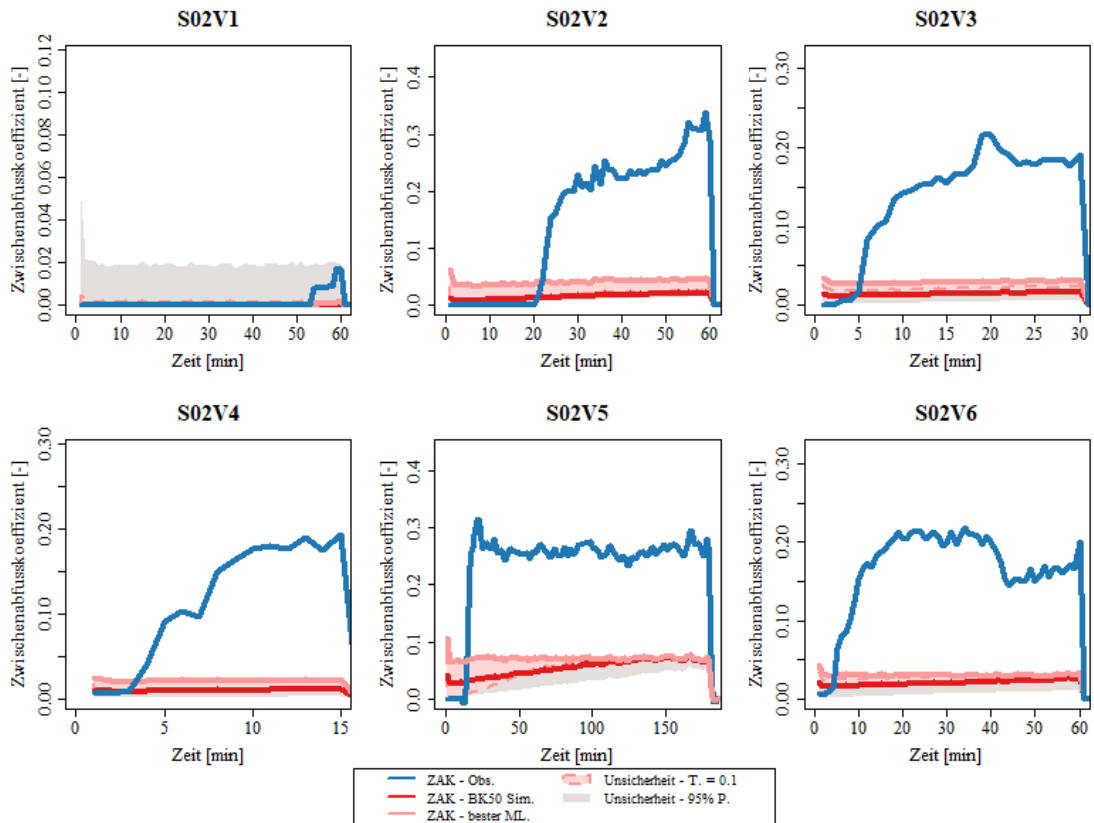 S02V1
S02V2
S02V3
Zwischenabflusskoeffizient [-]
0.00 0.02 0.04 0.06 0.08 0.10 0.12
0 10 20 30 40 50 60
Zeit [min]
Zwischenabflusskoeffizient [-]
0.0 0.1 0.2 0.3 0.4
0 10 20 30 40 50 60
Zeit [min]
Zwischenabflusskoeffizient [-]
0.00 0.10 0.20 0.30
0 5 10 15 20 25 30
Zeit [min]
S02V4
S02V5
S02V6
Zwischenabflusskoeffizient [-]
0.00 0.10 0.20 0.30
0 5 10 15
Zeit [min]
Zwischenabflusskoeffizient [-]
0.0 0.1 0.2 0.3 0.4
0 50 100 150
Zeit [min]
Zwischenabflusskoeffizient [-]
0.00 0.10 0.20 0.30
0 10 20 30 40 50 60
Zeit [min]
ZAK - Obs.
ZAK - BK50 Sim.
ZAK - bester ML.
Unsicherheit - T. = 0.1
Unsicherheit - 95% P.